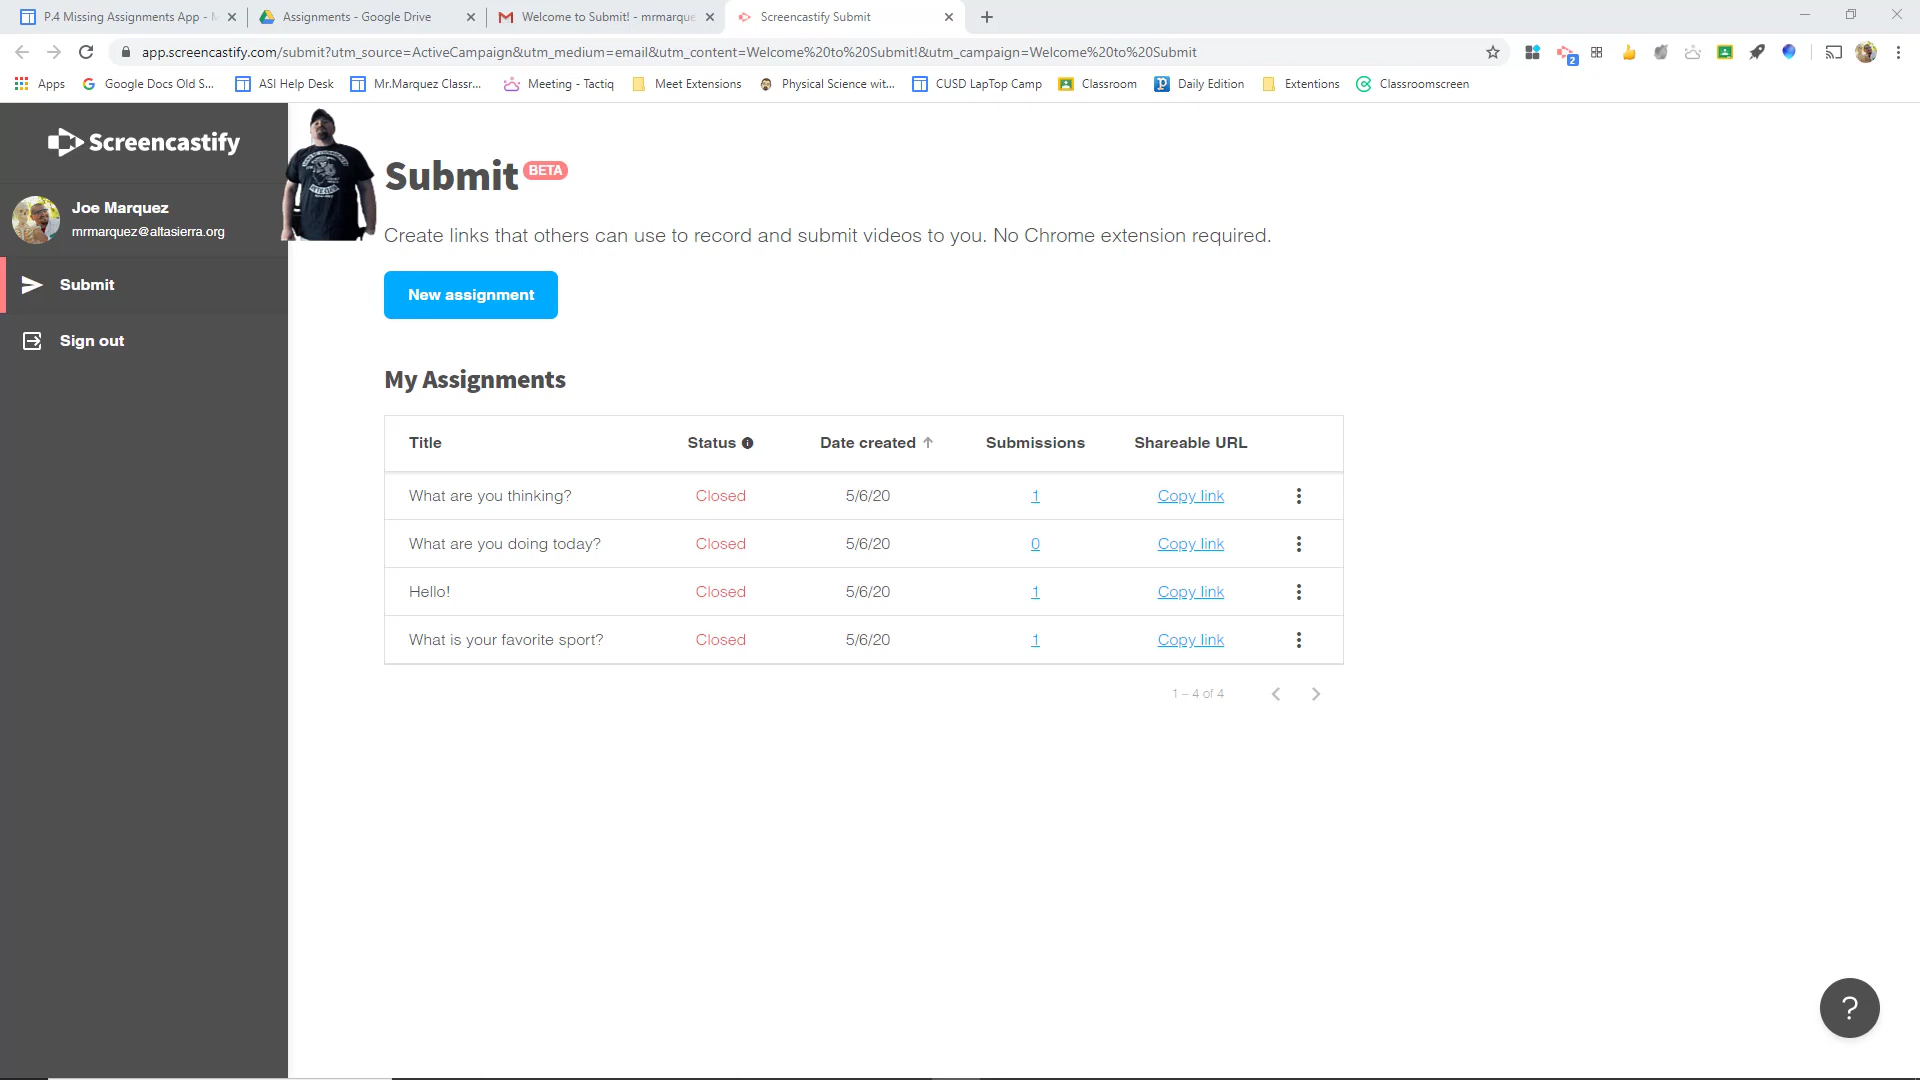 P.4 Missing Assignments App -
Assignments - Google Drive
Welcome to Submit! - mrmarque
Screencastify Submit
app.screencastify.com/submit?utm_source=ActiveCampaign&utm_medium=email&utm_content=Welcome%20to%20Submit!&utm_campaign=Welcome%20to%20Submit
2
Apps
Google Docs Old S...
ASI Help Desk
Mr.Marquez Classr...
Meeting - Tactiq
Meet Extensions
Physical Science wit...
CUSD LapTop Camp
Classroom
Daily Edition
Extentions
Classroomscreen
Screencastify
Joe Marquez
mrmarquez@altasierra.org
Submit
Sign out
Submit BETA
Create links that others can use to record and submit videos to you. No Chrome extension required.
New assignment
My Assignments
Title Status Date created Submissions Shareable URL
What are you thinking? Closed 5/6/20 1 Copy link
What are you doing today? Closed 5/6/20 0 Copy link
Hello! Closed 5/6/20 1 Copy link
What is your favorite sport? Closed 5/6/20 1 Copy link
1 – 4 of 4
?